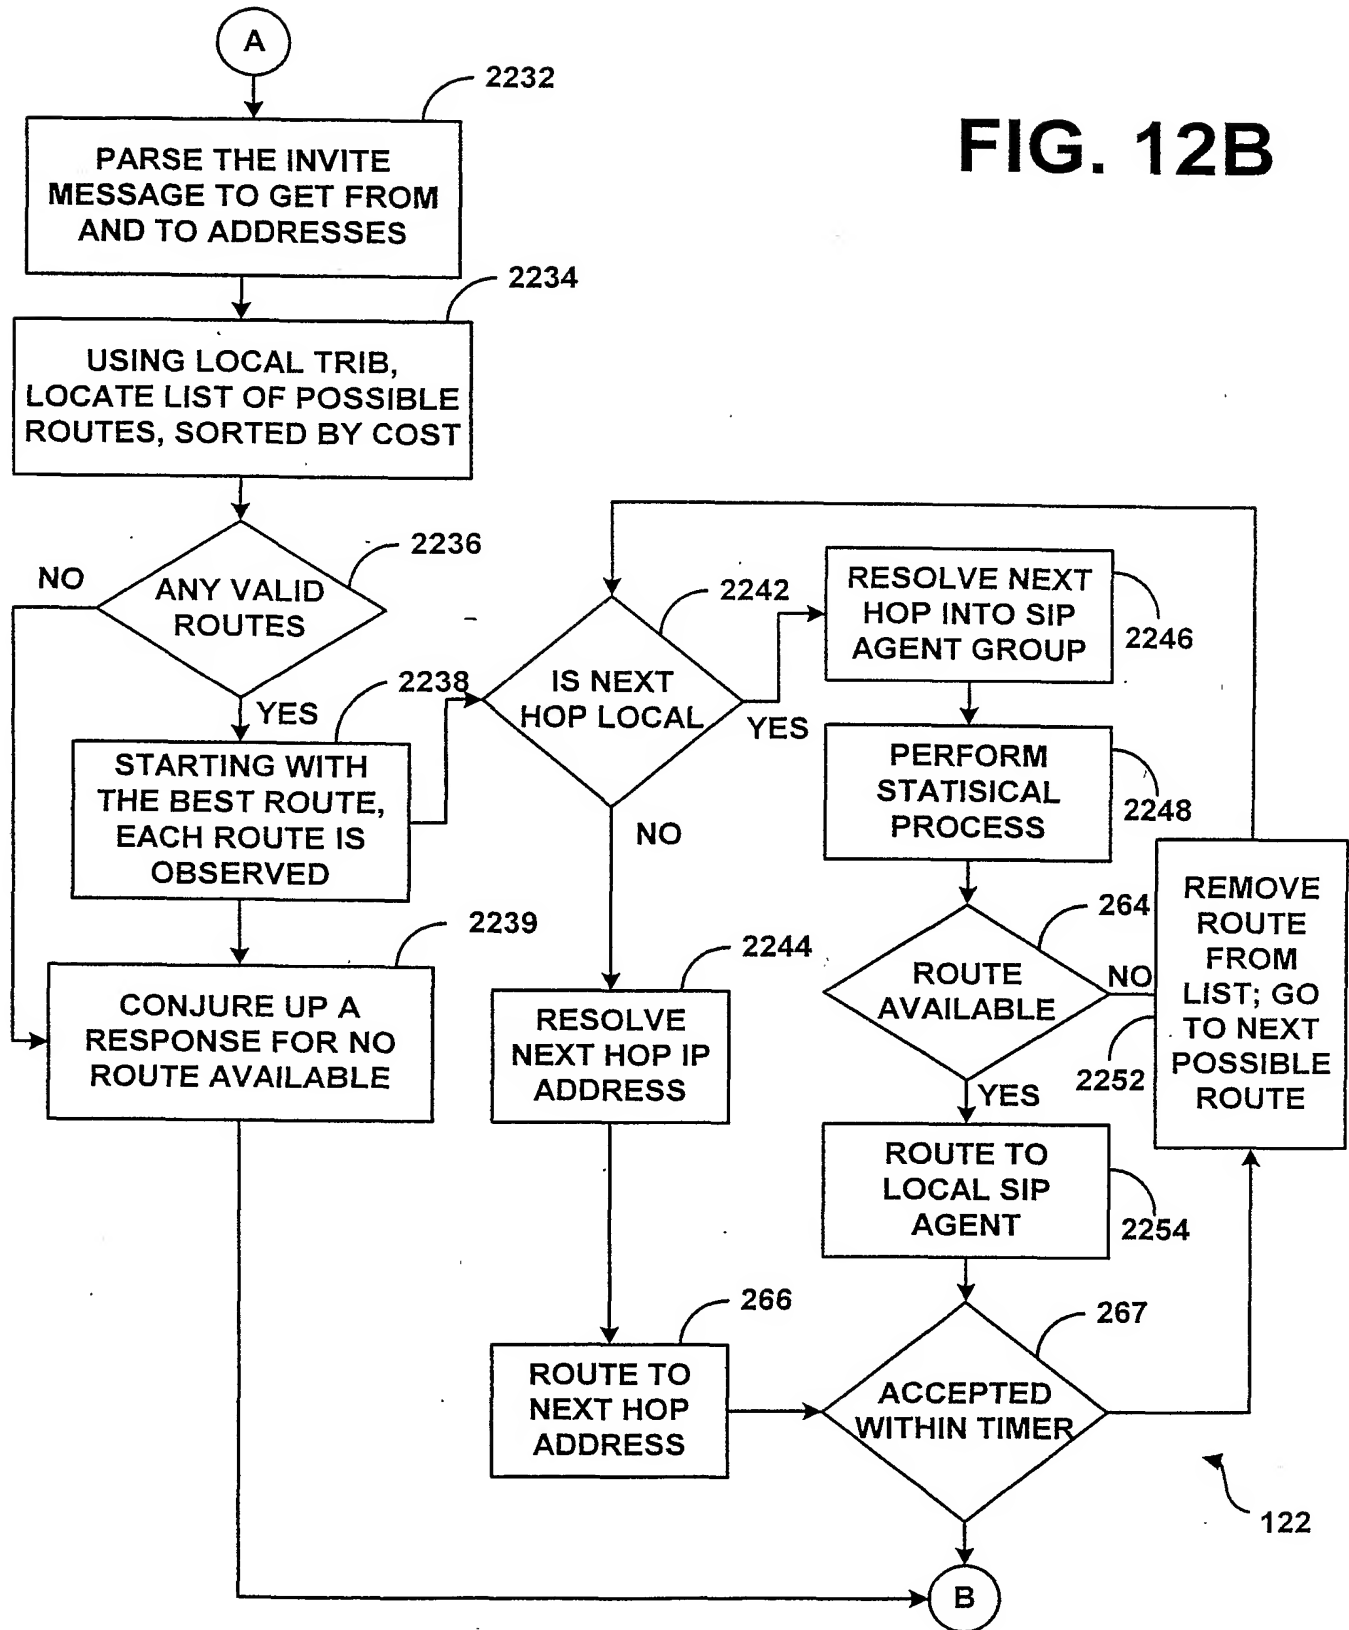 A
2232
FIG. 12B
PARSE THE INVITE
MESSAGE TO GET FROM
AND TO ADDRESSES
2234
USING LOCAL TRIB,
LOCATE LIST OF POSSIBLE
ROUTES, SORTED BY COST
2236
NO
ANY VALID
ROUTES
YES
2238
STARTING WITH
THE BEST ROUTE,
EACH ROUTE IS
OBSERVED
2239
CONJURE UP A
RESPONSE FOR NO
ROUTE AVAILABLE
2242
IS NEXT
HOP LOCAL
YES
NO
2244
RESOLVE
NEXT HOP IP
ADDRESS
266
ROUTE TO
NEXT HOP
ADDRESS
RESOLVE NEXT
HOP INTO SIP
AGENT GROUP
2246
PERFORM
STATISICAL
PROCESS
2248
264
ROUTE
AVAILABLE
NO
YES
2252
REMOVE
ROUTE
FROM
LIST; GO
TO NEXT
POSSIBLE
ROUTE
ROUTE TO
LOCAL SIP
AGENT
2254
267
ACCEPTED
WITHIN TIMER
122
B